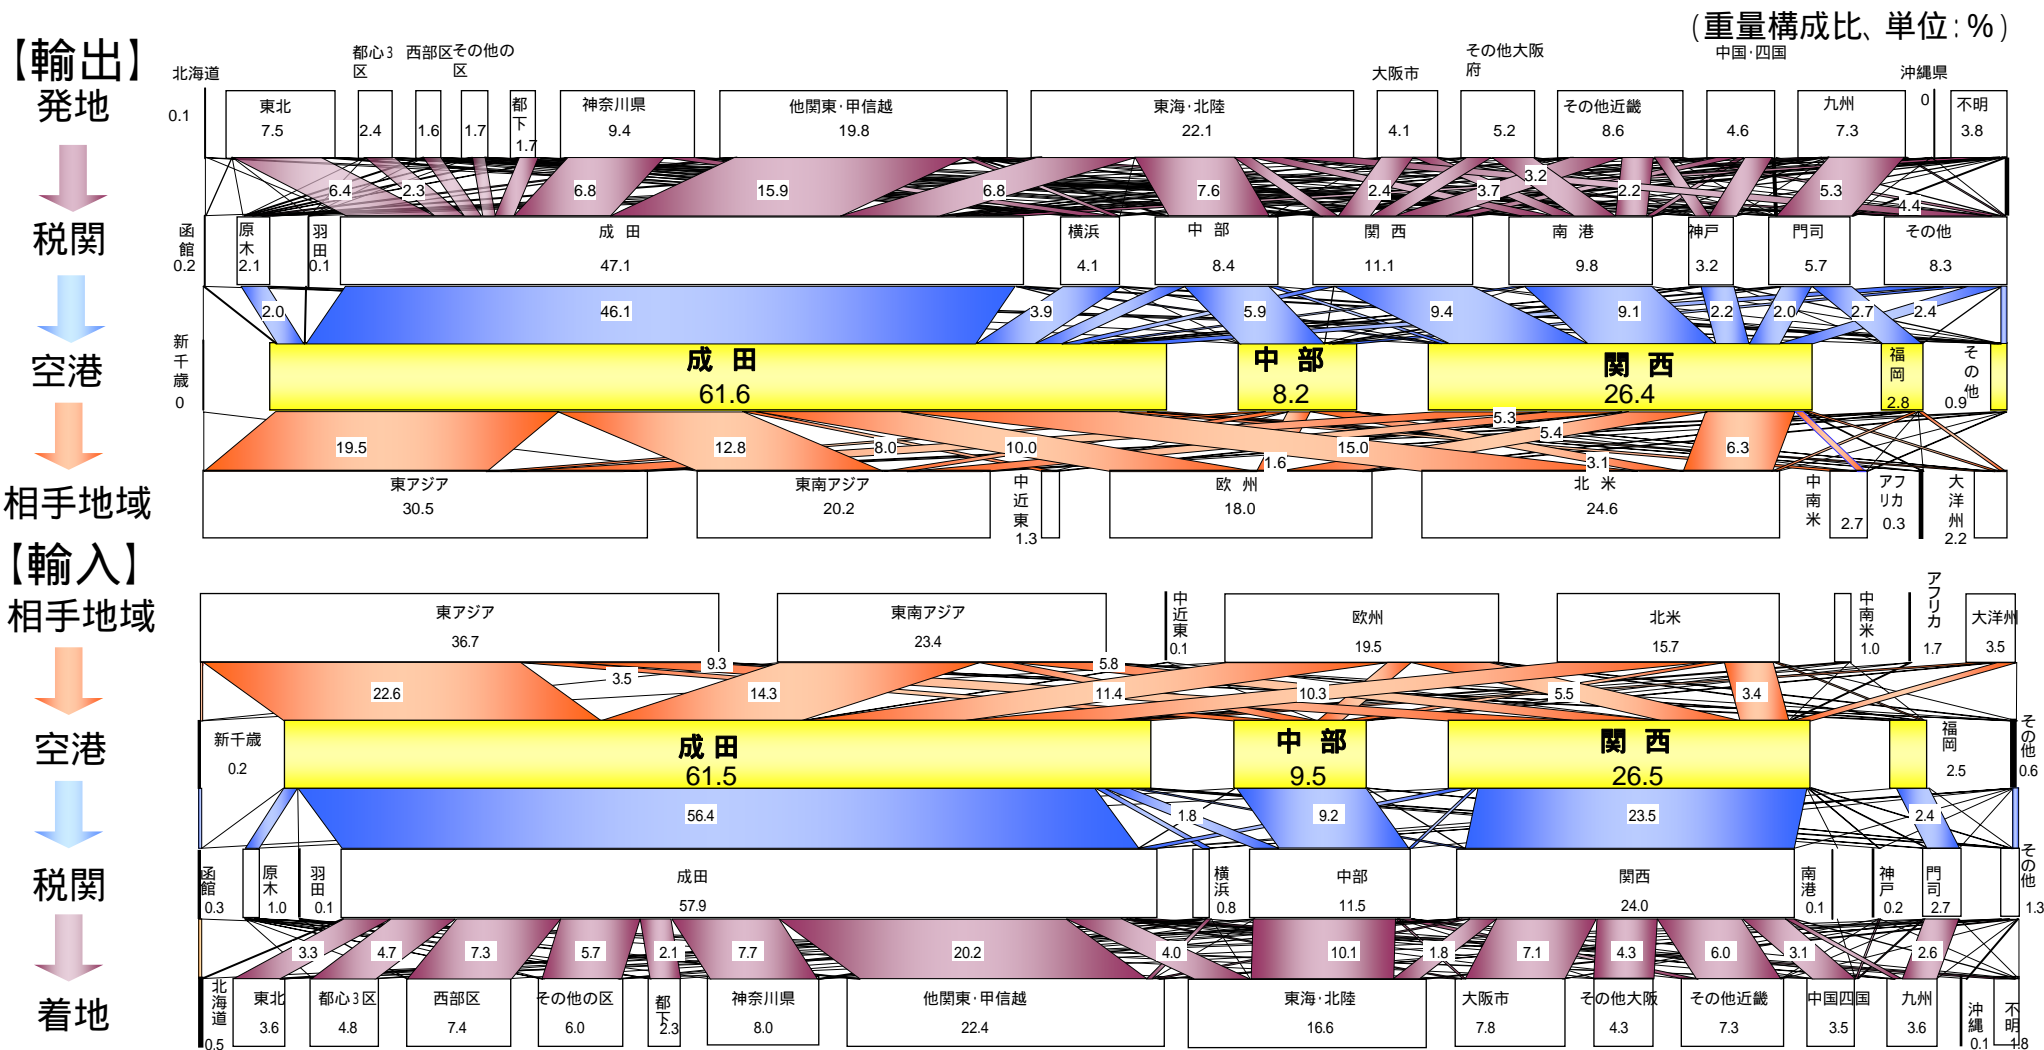 (重量構成比、単位:%)
【輸出】
発地
北海道
0.1
東北
7.5
都心3区
2.4
西部区
1.6
その他の区
1.7
都下
1.7
神奈川県
9.4
他関東・甲信越
19.8
東海・北陸
22.1
大阪市
4.1
その他大阪府
5.2
その他近畿
8.6
中国・四国
4.6
九州
7.3
沖縄県
0
不明
3.8
6.4
2.3
6.8
15.9
6.8
7.6
2.4
3.7
3.2
2.2
5.3
4.4
税関
函館
0.2
原木
2.1
羽田
0.1
成田
47.1
横浜
4.1
中部
8.4
関西
11.1
南港
9.8
神戸
3.2
門司
5.7
その他
8.3
2.0
46.1
3.9
5.9
9.4
9.1
2.2
2.0
2.7
2.4
空港
新千歳
0
成田
61.6
中部
8.2
関西
26.4
福岡
2.8
その他
0.9
19.5
12.8
8.0
10.0
1.6
15.0
5.3
5.4
3.1
6.3
相手地域
東アジア
30.5
東南アジア
20.2
中近東
1.3
欧州
18.0
北米
24.6
中南米
2.7
アフリカ
0.3
大洋州
2.2
【輸入】
相手地域
東アジア
36.7
東南アジア
23.4
中近東
0.1
欧州
19.5
北米
15.7
中南米
1.0
アフリカ
1.7
大洋州
3.5
22.6
3.5
9.3
14.3
5.8
11.4
10.3
5.5
3.4
空港
新千歳
0.2
成田
61.5
中部
9.5
関西
26.5
福岡
2.5
その他
0.6
56.4
1.8
9.2
23.5
2.4
税関
函館
0.3
原木
1.0
羽田
0.1
成田
57.9
横浜
0.8
中部
11.5
関西
24.0
南港
0.1
神戸
0.2
門司
2.7
その他
1.3
3.3
4.7
7.3
5.7
2.1
7.7
20.2
4.0
10.1
1.8
7.1
4.3
6.0
3.1
2.6
着地
北海道
0.5
東北
3.6
都心3区
4.8
西部区
7.4
その他の区
6.0
都下
2.3
神奈川県
8.0
他関東・甲信越
22.4
東海・北陸
16.6
大阪市
7.8
その他大阪
4.3
その他近畿
7.3
中国四国
3.5
九州
3.6
沖縄
0.1
不明
1.8